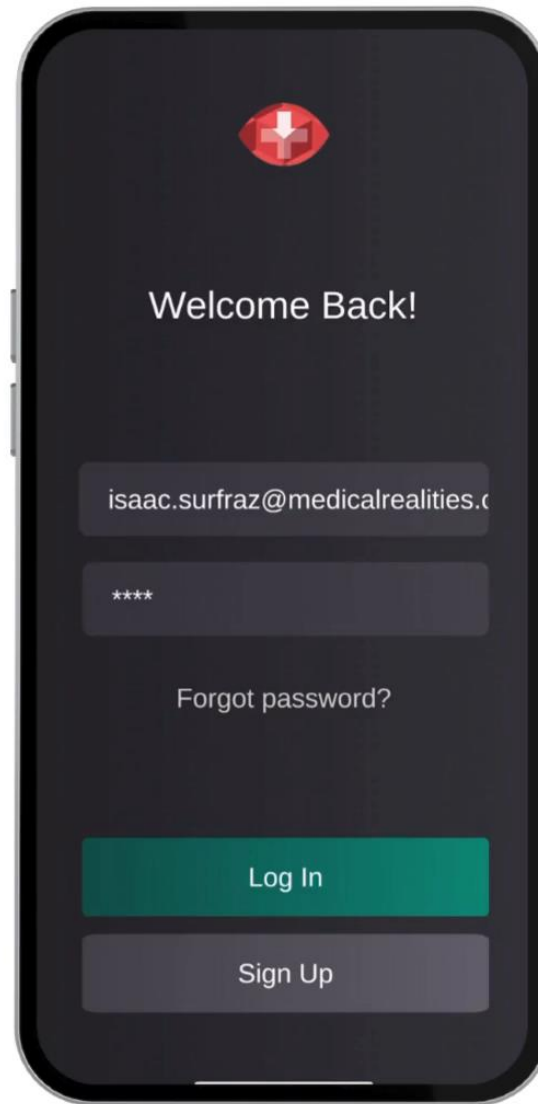 Welcome Back!
isaac.surfraz@medicalrealities.c
****
Forgot password?
Log In
Sign Up